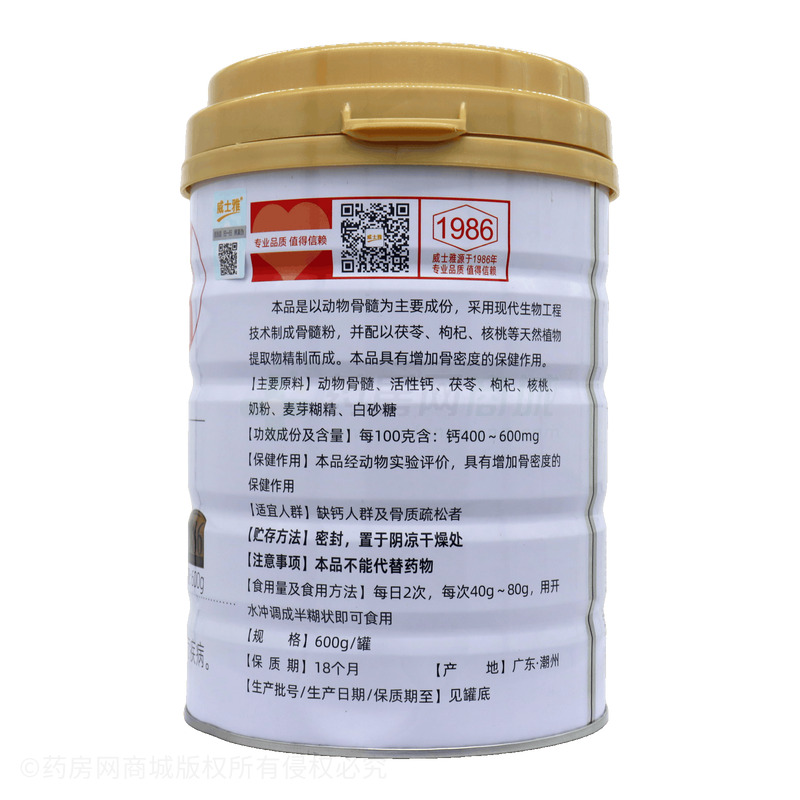 威士雅
专业品质 值得信赖
威士雅
1986
威士雅源于1986年
专业品质 值得信赖
本品是以动物骨髓为主要成份，采用现代生物工程
技术制成骨髓粉，并配以茯苓、枸杞、核桃等天然植物
提取物精制而成。本品具有增加骨密度的保健作用。
【主要原料】动物骨髓、活性钙、茯苓、枸杞、核桃、
奶粉、麦芽糊精、白砂糖
【功效成份及含量】每100克含：钙400～600mg
【保健作用】本品经动物实验评价，具有增加骨密度的
保健作用
【适宜人群】缺钙人群及骨质疏松者
【贮存方法】密封，置于阴凉干燥处
【注意事项】本品不能代替药物
【食用量及食用方法】每日2次，每次40g～80g，用开
水冲调成半糊状即可食用
【规 格】600g/罐
【保 质 期】18个月 【产 地】广东·潮州
【生产批号/生产日期/保质期至】见罐底
600g
疾病。
©药房网商城版权所有侵权必究